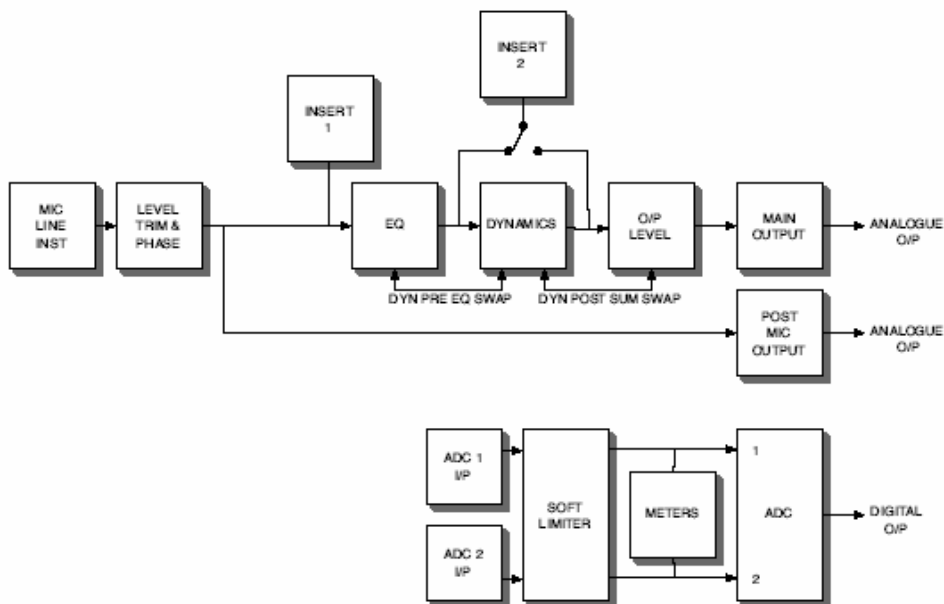 INSERT
2
INSERT
1
MIC
LINE
INST
LEVEL
TRIM &
PHASE
EQ
DYNAMICS
O/P
LEVEL
MAIN
OUTPUT
ANALOGUE
O/P
DYN PRE EQ SWAP
DYN POST SUM SWAP
POST
MIC
OUTPUT
ANALOGUE
O/P
ADC 1
I/P
SOFT
LIMITER
METERS
1
ADC
2
DIGITAL
O/P
ADC 2
I/P